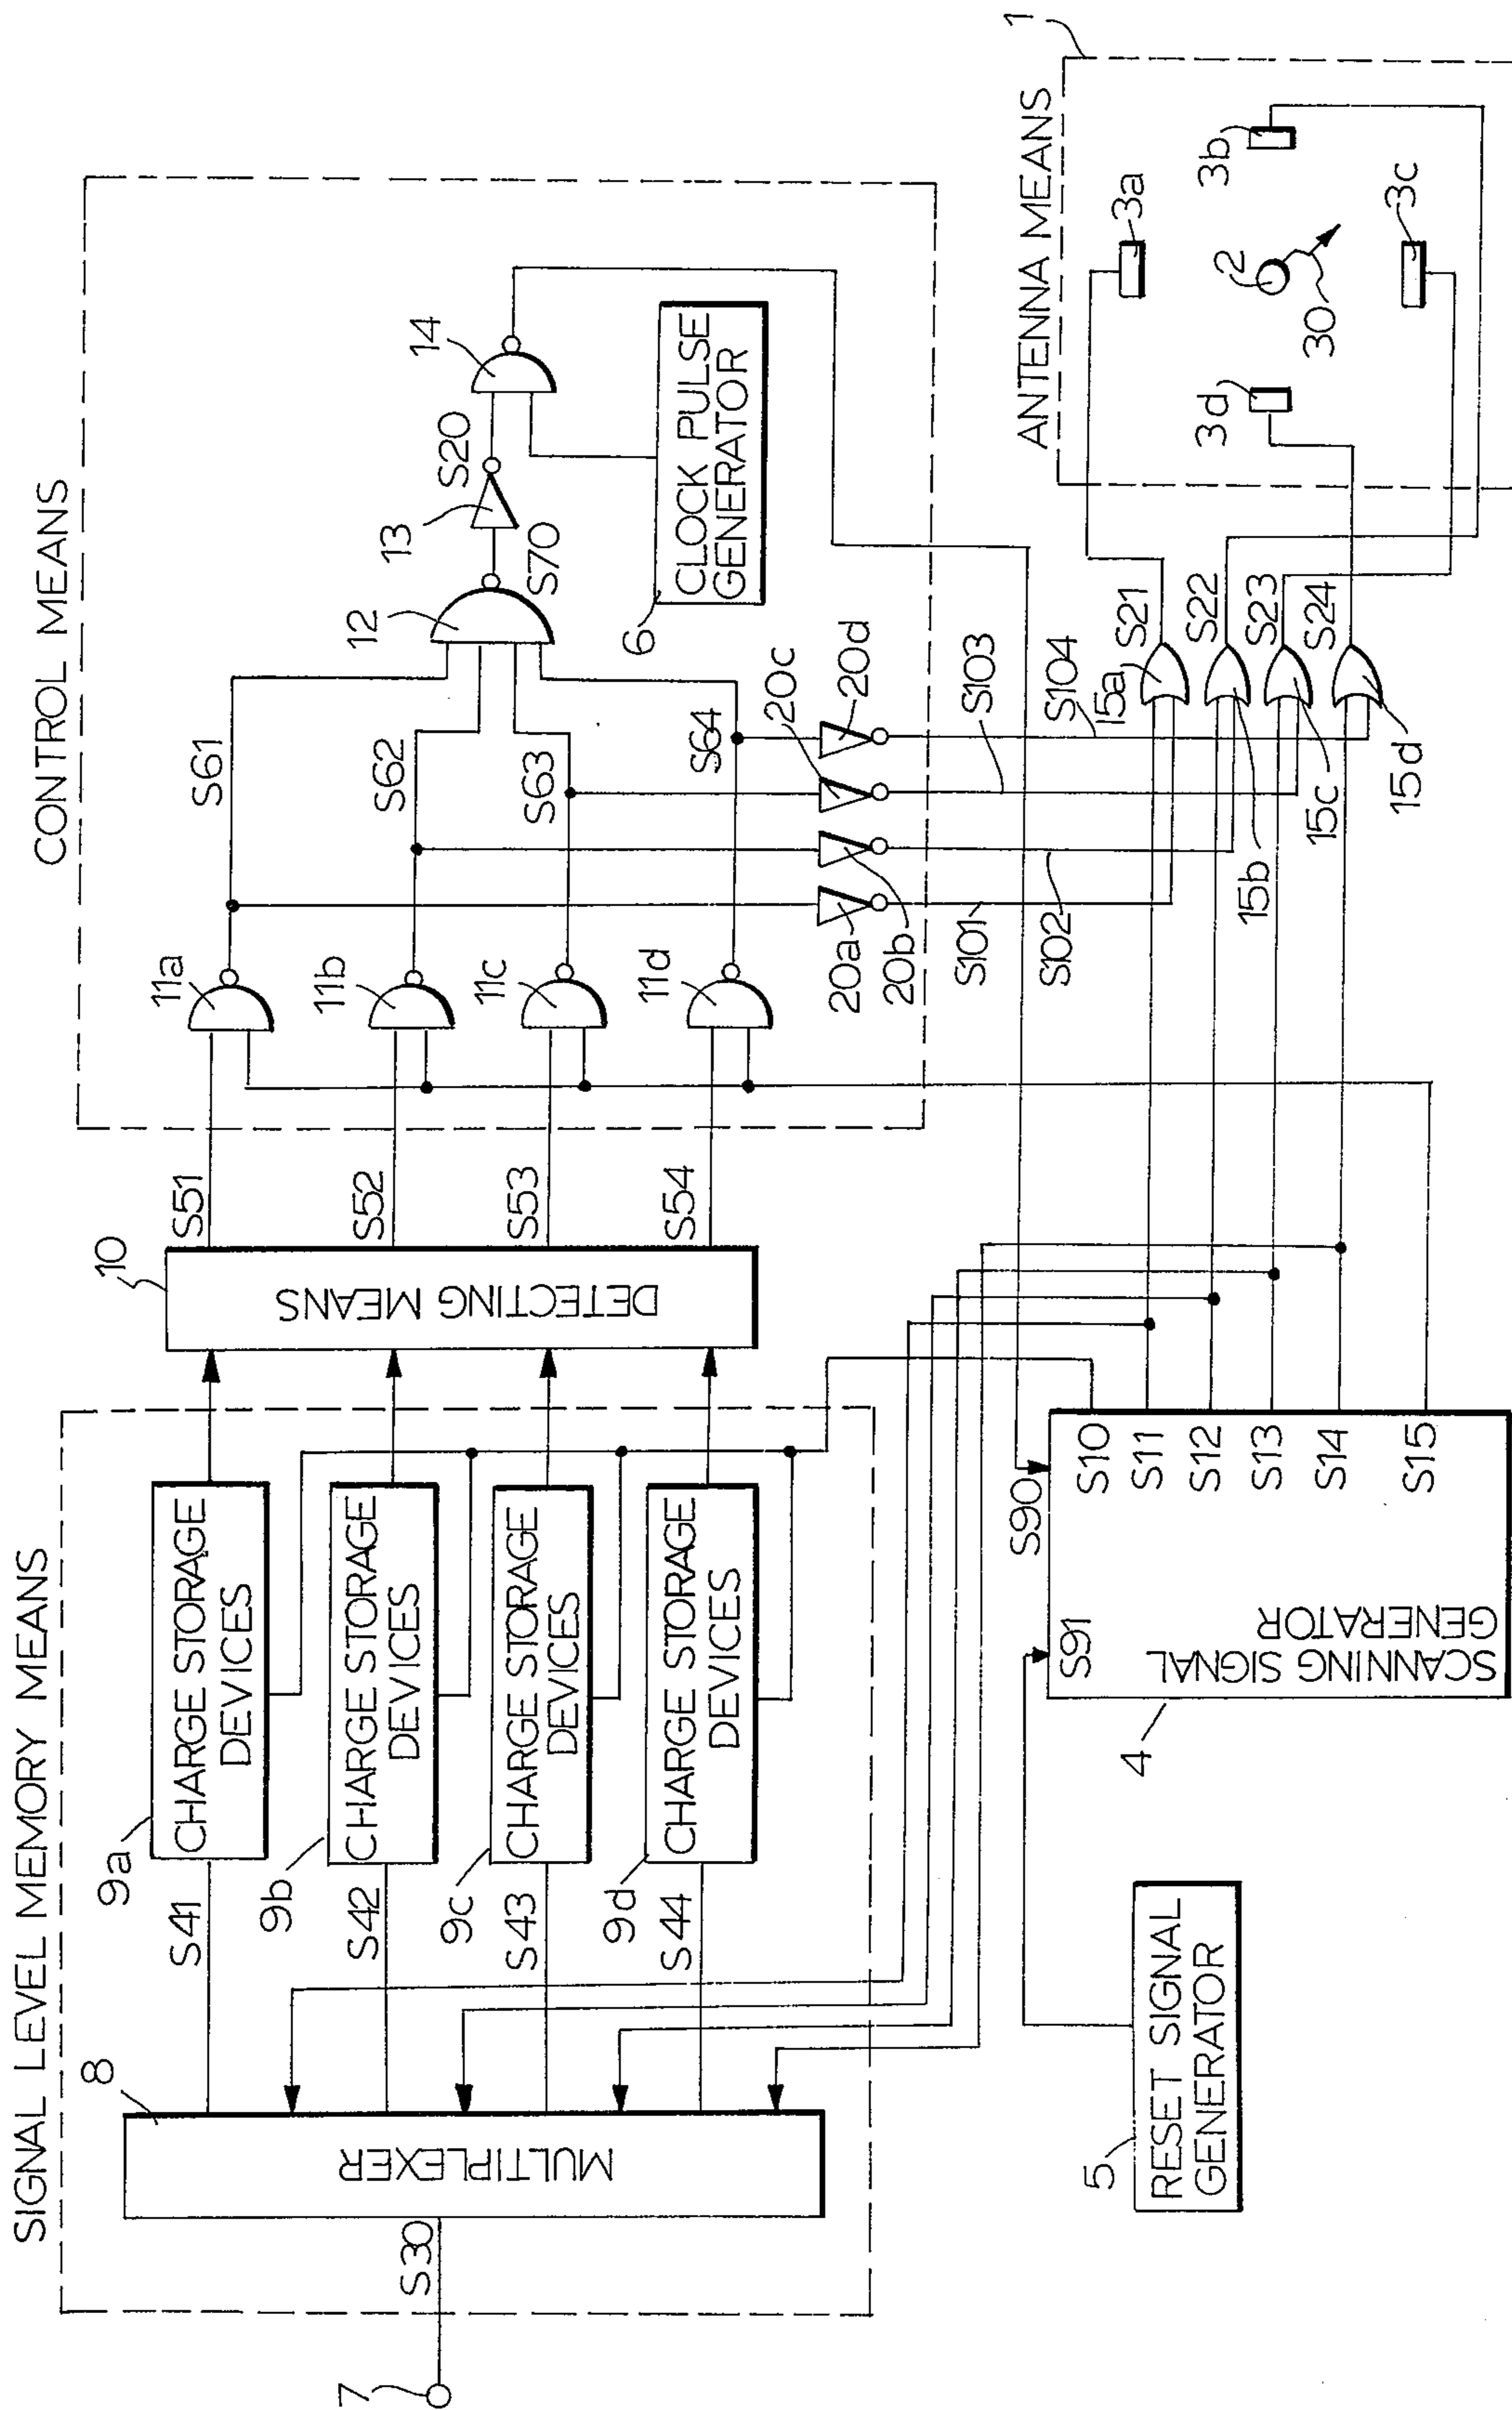 SIGNAL LEVEL MEMORY MEANS
7
S30
8
MULTIPLEXER
S41
S42
S43
S44
9a
CHARGE STORAGE
DEVICES
9b
CHARGE STORAGE
DEVICES
9c
CHARGE STORAGE
DEVICES
9d
CHARGE STORAGE
DEVICES
10
DETECTING MEANS
S51
S52
S53
S54
CONTROL MEANS
11a
11b
11c
11d
S61
S62
S63
S64
12
S70
13
S20
14
6
CLOCK PULSE
GENERATOR
20a
20b
20c
20d
S101
S102
S103
S104
5
RESET SIGNAL
GENERATOR
4
SCANNING SIGNAL
GENERATOR
S91
S90
S10
S11
S12
S13
S14
S15
15a
15b
15c
15d
S21
S22
S23
S24
ANTENNA MEANS
1
2
3a
3b
3c
3d
30